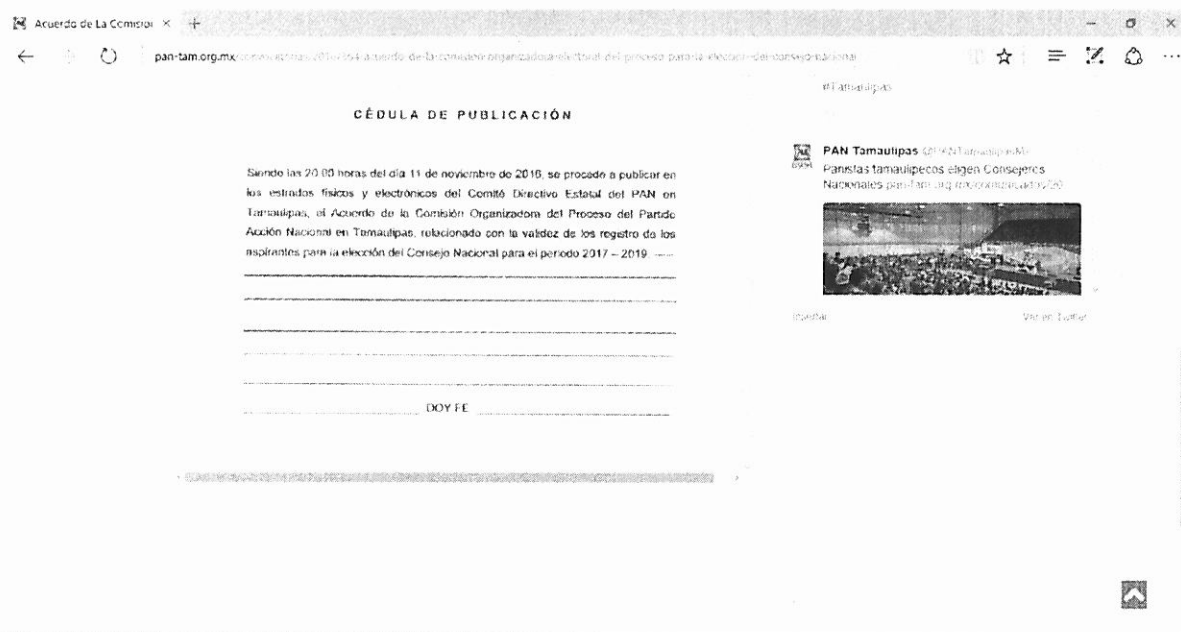 Acuerdo de La Comision
pan-tam.org.mx
CÉDULA DE PUBLICACIÓN
Siendo las 20:00 horas del día 11 de noviembre de 2016, se procede a publicar en
los estrados físicos y electrónicos del Comité Directivo Estatal del PAN en
Tamaulipas, el Acuerdo de la Comisión Organizadora del Proceso del Partido
Acción Nacional en Tamaulipas, relacionado con la validez de los registro de los
aspirantes para la elección del Consejo Nacional para el periodo 2017 – 2019. ----
DOY FE
#Tamaulipas
PAN Tamaulipas
Panistas tamaulipecos eligen Consejeros
Nacionales
Insertar
Ver en Twitter